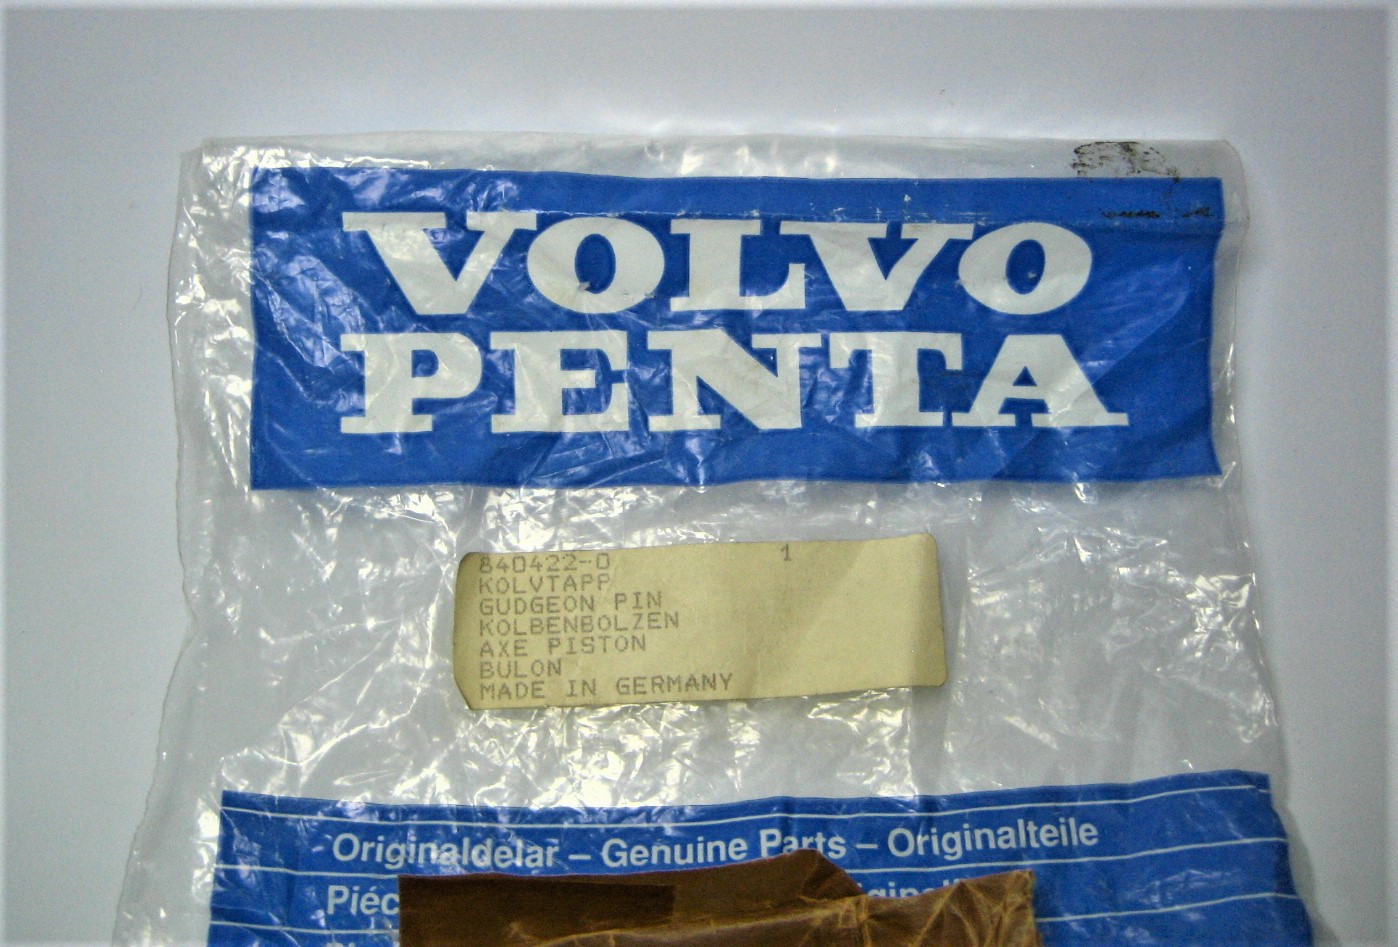 VOLVO
PENTA
840422-0 1
KOLVTAPP
GUDGEON PIN
KOLBENBOLZEN
AXE PISTON
BULON
MADE IN GERMANY
Originaldelar – Genuine Parts – Originalteile